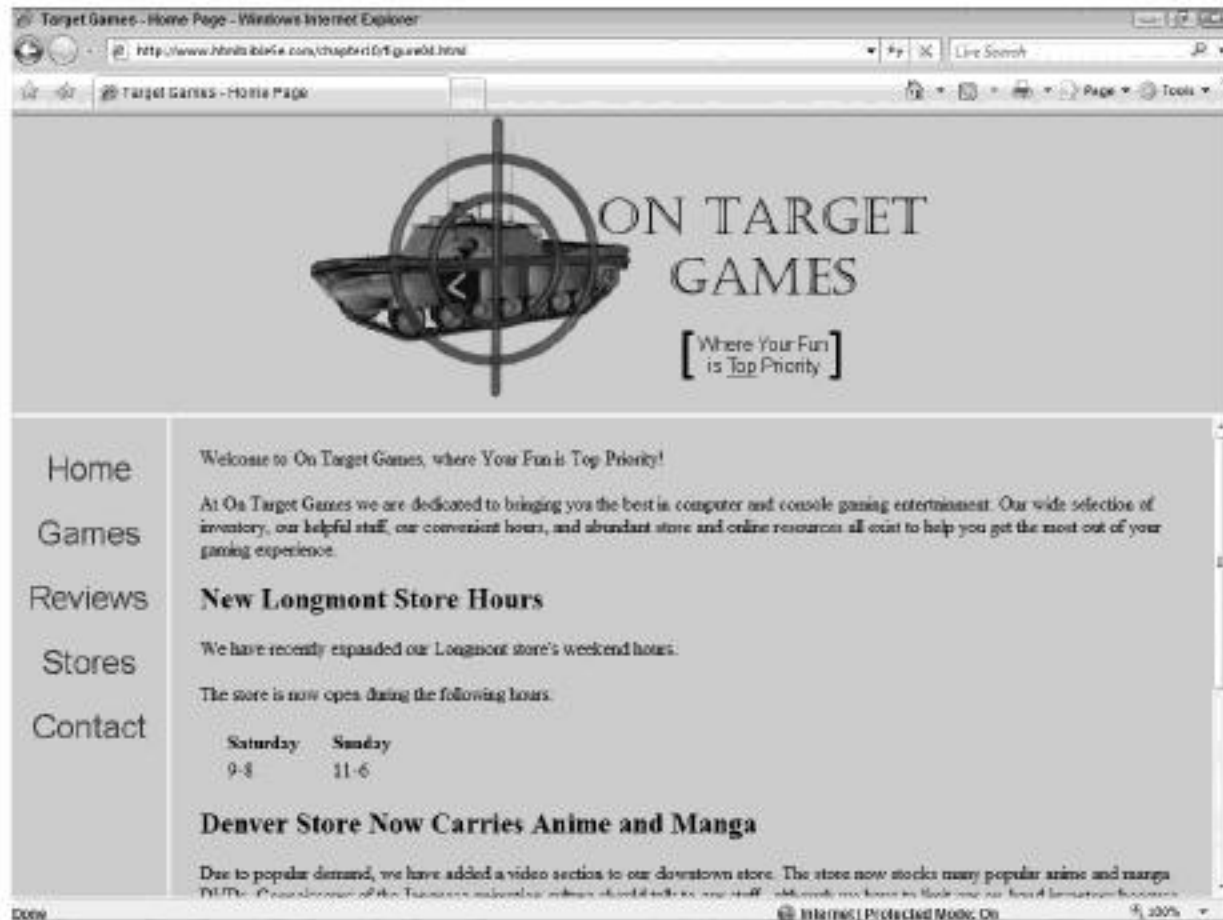 Target Games - Home Page - Windows Internet Explorer
Live Search
Target Games - Home Page
Page Tools
ON TARGET
GAMES
[Where Your Fun
is Top Priority]
Home
Games
Reviews
Stores
Contact
Welcome to On Target Games, where Your Fun is Top Priority!
At On Target Games we are dedicated to bringing you the best in computer and console gaming entertainment. Our wide selection of
inventory, our helpful staff, our convenient hours, and abundant store and online resources all exist to help you get the most out of your
gaming experience.
New Longmont Store Hours
We have recently expanded our Longmont store's weekend hours.
The store is now open during the following hours:
Saturday Sunday
9-8 11-6
Denver Store Now Carries Anime and Manga
Due to popular demand, we have added a video section to our downtown store. The store now stocks many popular anime and manga
Done
Internet | Protected Mode: On
100%